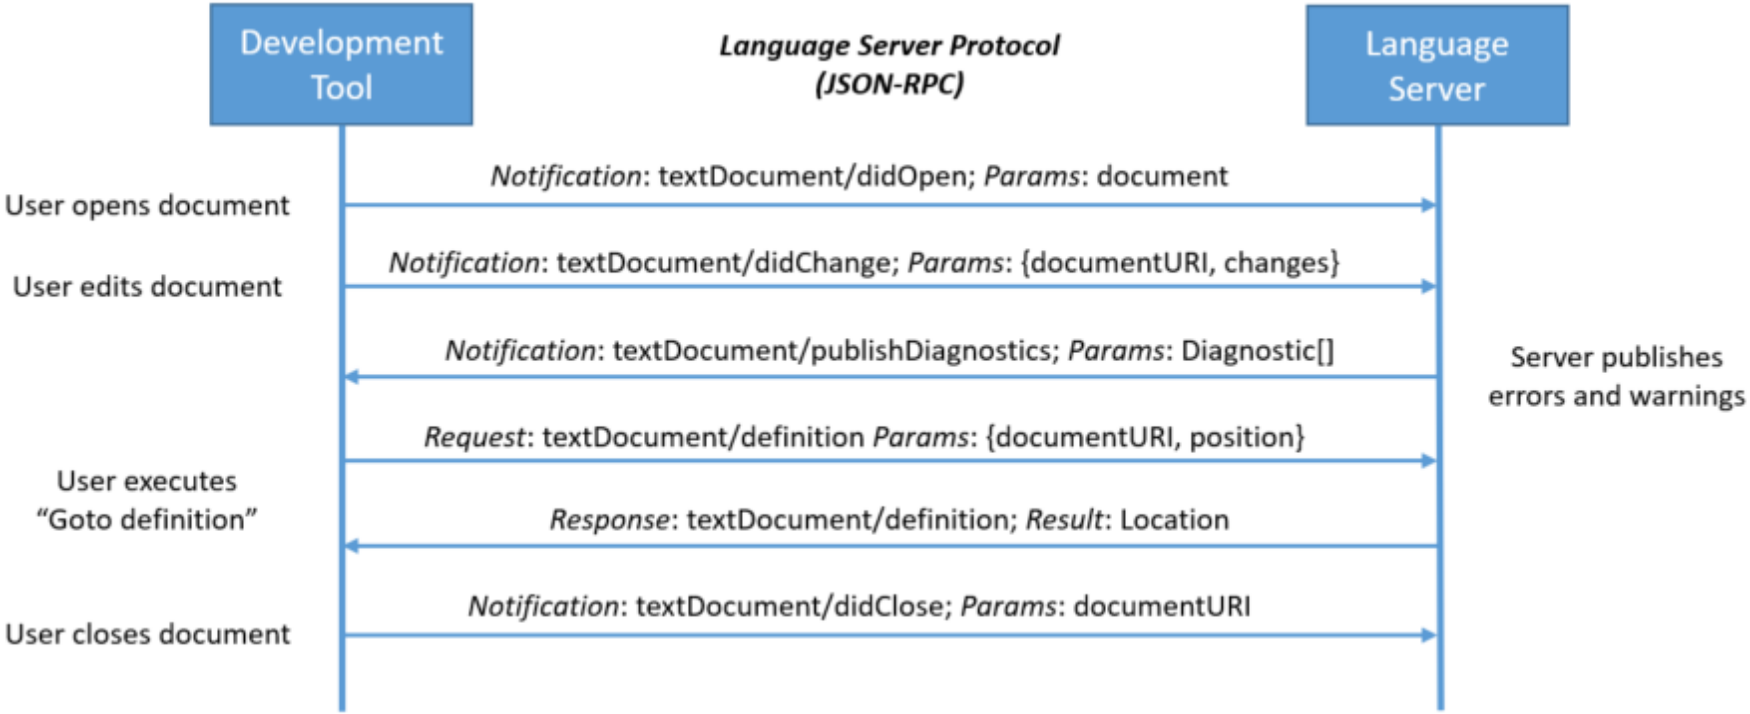 Development
Tool
Language Server Protocol
(JSON-RPC)
Language
Server
Notification: textDocument/didOpen; Params: document
User opens document
Notification: textDocument/didChange; Params: {documentURI, changes}
User edits document
Notification: textDocument/publishDiagnostics; Params: Diagnostic[]
Server publishes
errors and warnings
Request: textDocument/definition Params: {documentURI, position}
User executes
“Goto definition”
Response: textDocument/definition; Result: Location
Notification: textDocument/didClose; Params: documentURI
User closes document